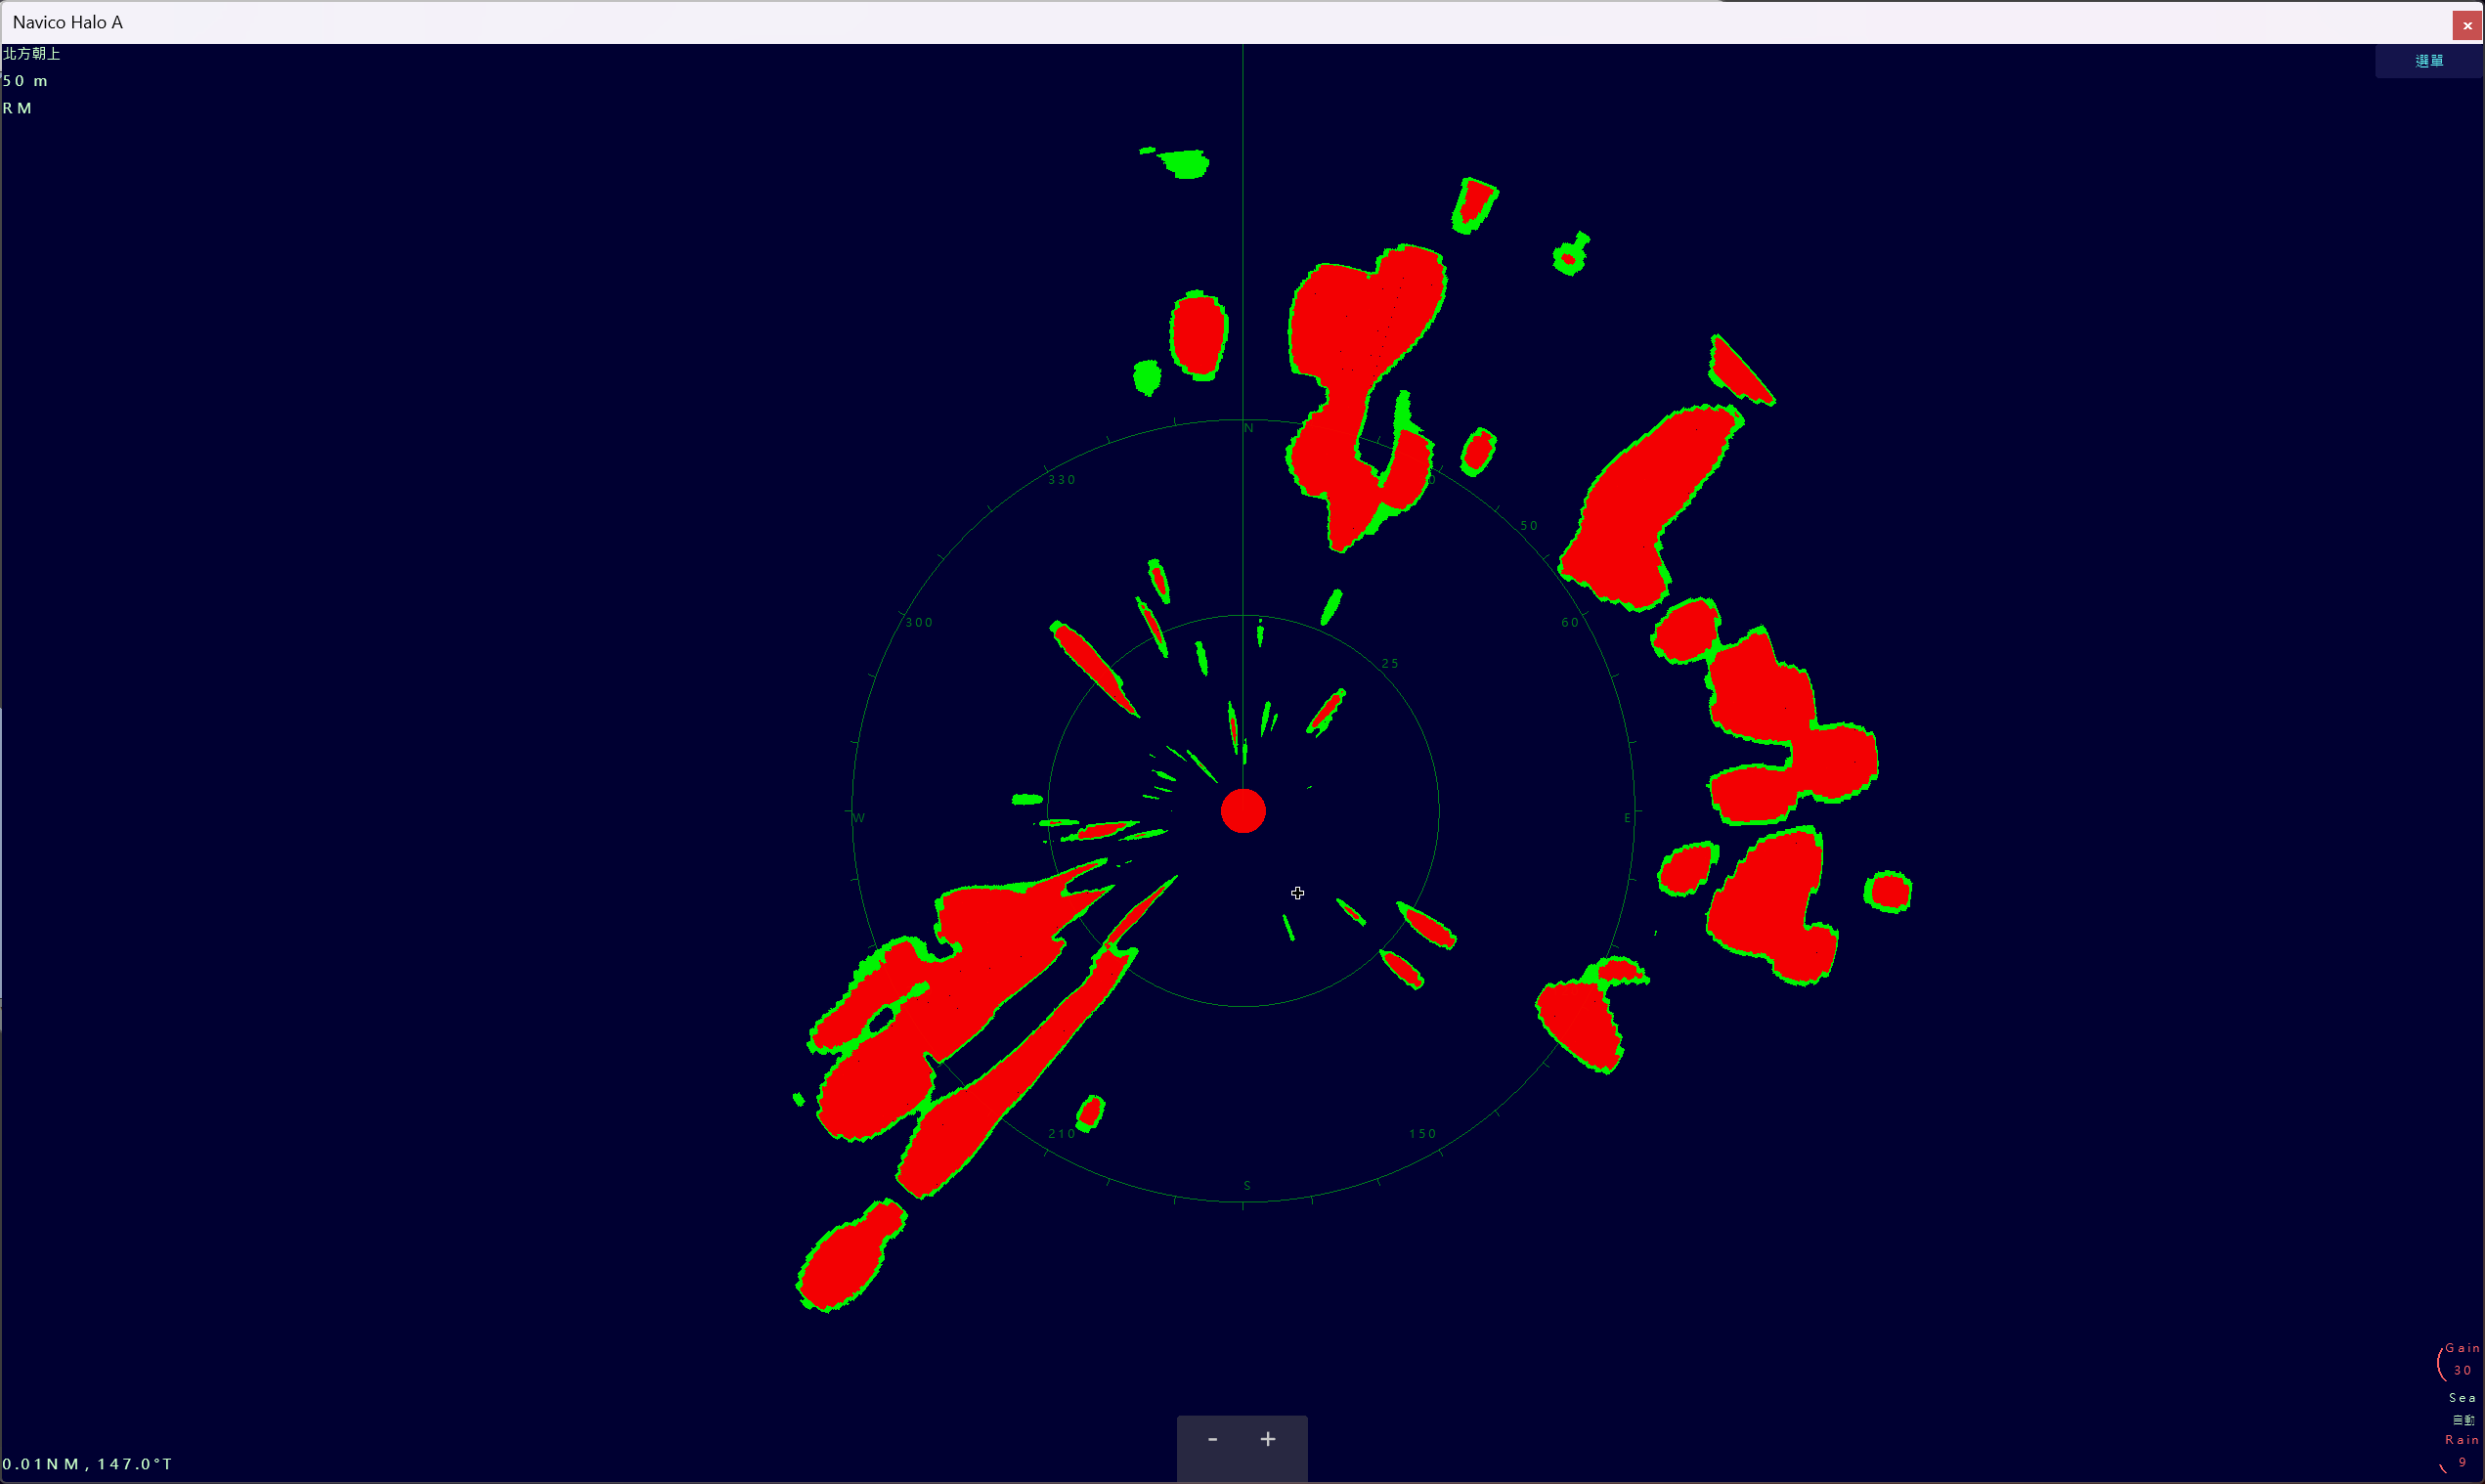 Navico Halo A
×
北方朝上
選單
50 m
RM
N
330
50
300
60
25
W
E
210
150
S
Gain
30
Sea
自動
Rain
9
- +
0.01NM, 147.0°T